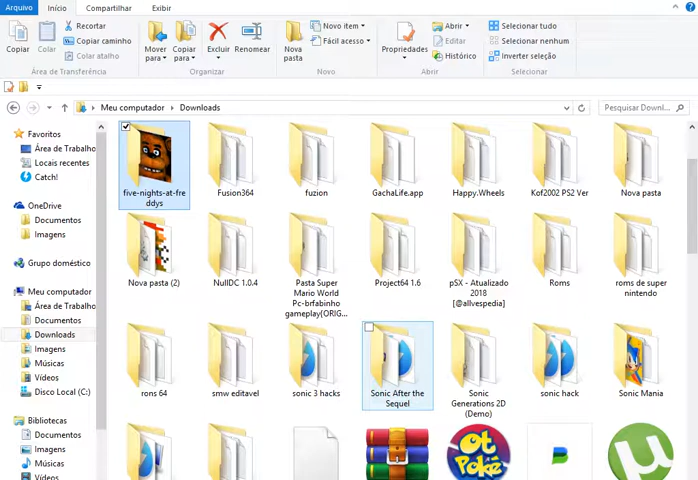 Arquivo Início Compartilhar Exibir
Copiar
Colar
Recortar
Copiar caminho
Colar atalho
Área de Transferência
Mover para
Copiar para
Excluir
Renomear
Organizar
Nova pasta
Novo item
Fácil acesso
Novo
Propriedades
Abrir
Editar
Histórico
Abrir
Selecionar tudo
Selecionar nenhum
Inverter seleção
Selecionar
Meu computador Downloads
Pesquisar Downl...
Favoritos
Área de Trabalho
Locais recentes
Catch!
OneDrive
Documentos
Imagens
Grupo doméstico
Meu computador
Área de Trabalho
Documentos
Downloads
Imagens
Músicas
Vídeos
Disco Local (C:)
Bibliotecas
Documentos
Imagens
Músicas
Vídeos
five-nights-at-fre
ddys
Fusion364
fuzion
GachaLife.app
Happy.Wheels
Kof2002 PS2 Ver
Nova pasta
Nova pasta (2)
NullDC 1.0.4
Pasta Super
Mario World
Pc-brfabinho
gameplay(ORIG...
Project64 1.6
pSX - Atualizado
2018
[@allvespedia]
Roms
roms de super
nintendo
rons 64
smw editavel
sonic 3 hacks
Sonic After the
Sequel
Sonic
Generations 2D
(Demo)
sonic hack
Sonic Mania
Ot
Poké